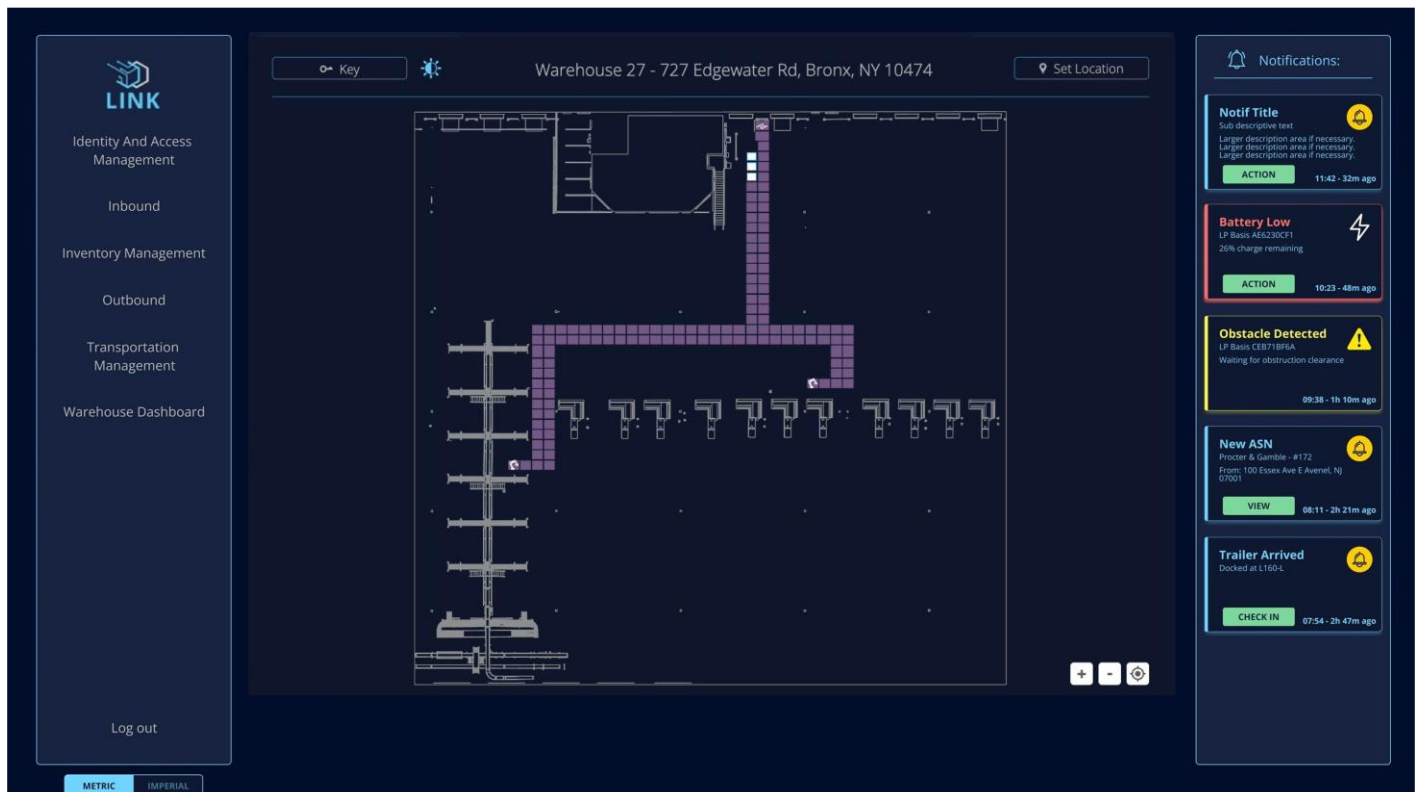 LINK
Identity And Access
Management
Inbound
Inventory Management
Outbound
Transportation
Management
Warehouse Dashboard
Log out
METRIC IMPERIAL
Key
Warehouse 27 - 727 Edgewater Rd, Bronx, NY 10474
Set Location
+ -
Notifications:
Notif Title
Sub descriptive text
Larger description area if necessary.
Larger description area if necessary.
Larger description area if necessary.
ACTION 11:42 - 32m ago
Battery Low
LP Basis AE6230CF1
26% charge remaining
ACTION 10:23 - 48m ago
Obstacle Detected
LP Basis CEB71BF6A
Waiting for obstruction clearance
09:38 - 1h 10m ago
New ASN
Procter & Gamble - #172
From: 100 Essex Ave E Avenel, NJ
07001
VIEW 08:11 - 2h 21m ago
Trailer Arrived
Docked at L160-L
CHECK IN 07:54 - 2h 47m ago